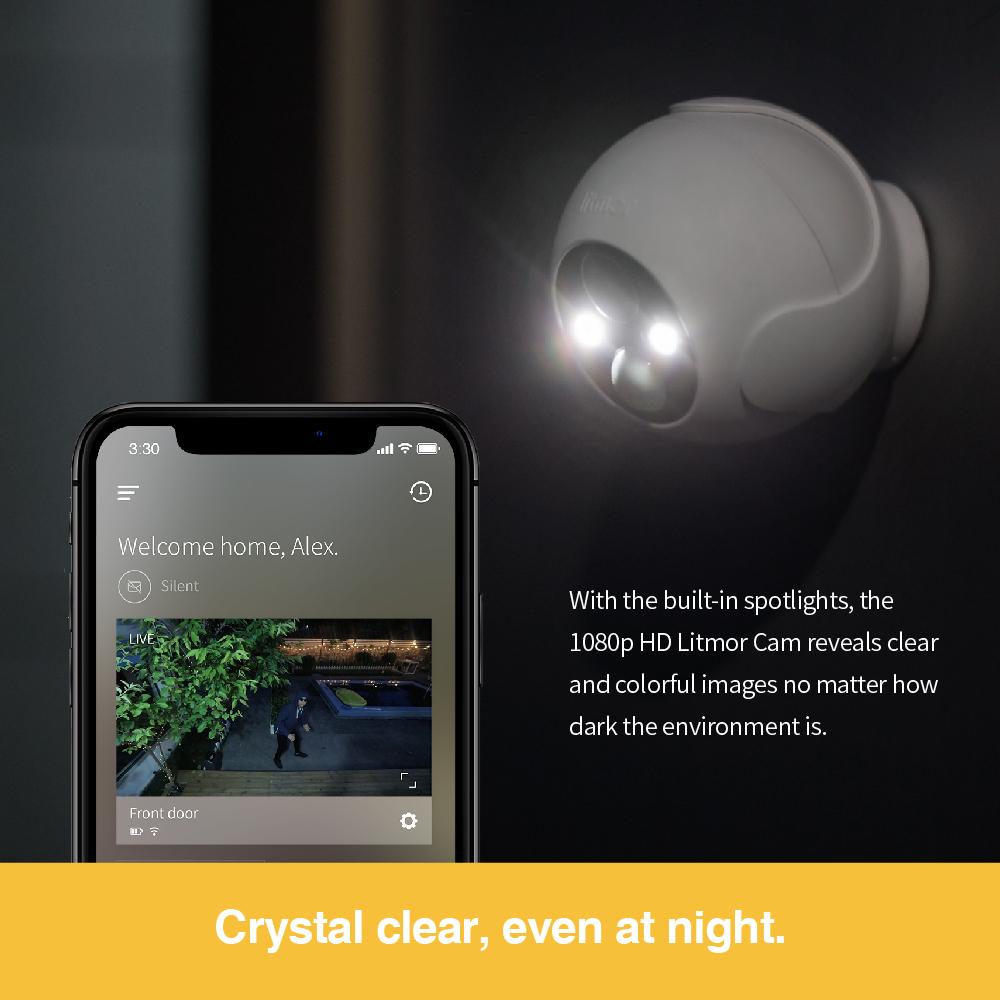 3:30
Welcome home, Alex.
Silent
LIVE
Front door
With the built-in spotlights, the
1080p HD Litmor Cam reveals clear
and colorful images no matter how
dark the environment is.
Crystal clear, even at night.